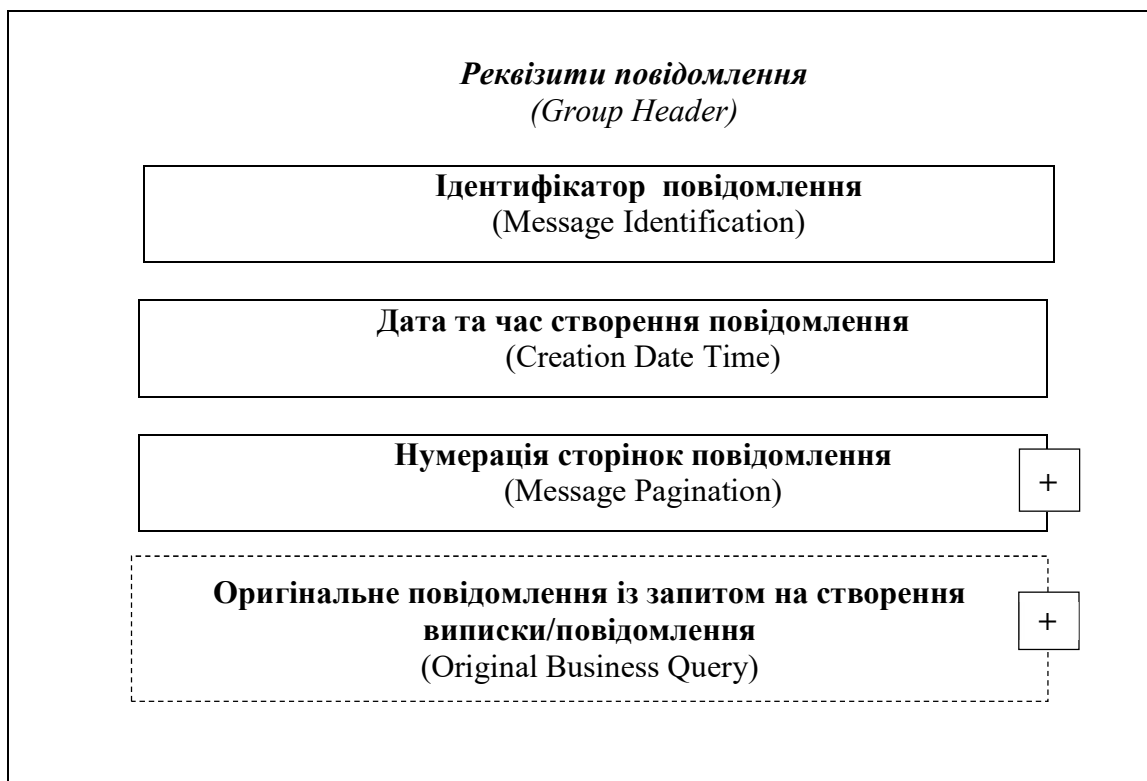 Реквізити повідомлення
(Group Header)
Ідентифікатор повідомлення
(Message Identification)
Дата та час створення повідомлення
(Creation Date Time)
Нумерація сторінок повідомлення
(Message Pagination)
+
Оригінальне повідомлення із запитом на створення
виписки/повідомлення
(Original Business Query)
+